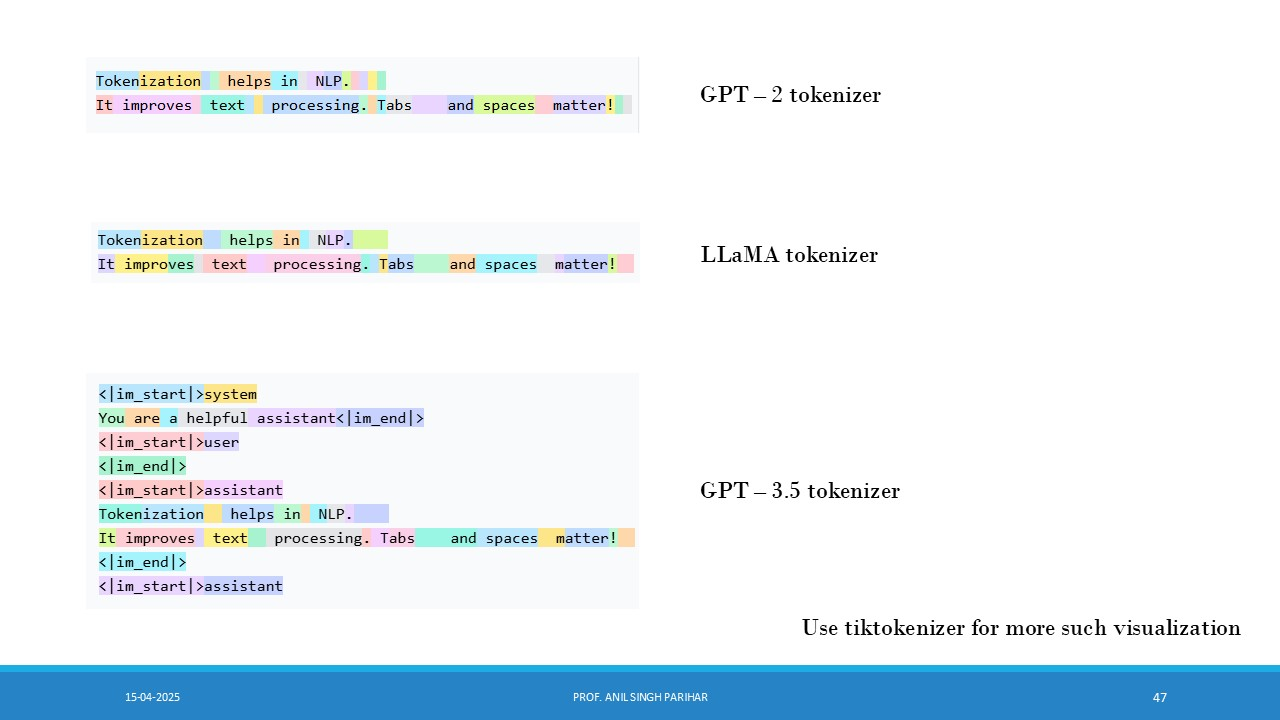 Tokenization   helps in  NLP.
It improves  text   processing. Tabs    and spaces  matter!
GPT – 2 tokenizer
Tokenization   helps in  NLP.
It improves  text   processing. Tabs    and spaces  matter!
LLaMA tokenizer
<|im_start|>system
You are a helpful assistant<|im_end|>
<|im_start|>user
<|im_end|>
<|im_start|>assistant
Tokenization   helps in  NLP.
It improves  text   processing. Tabs    and spaces  matter!
<|im_end|>
<|im_start|>assistant
GPT – 3.5 tokenizer
Use tiktokenizer for more such visualization
15-04-2025
PROF. ANIL SINGH PARIHAR
47